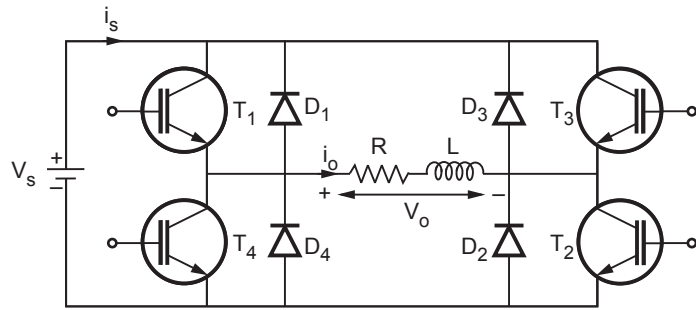 i_s
T_1
D_1
D_3
T_3
R
L
i_o
V_s
+
−
+
−
V_o
T_4
D_4
D_2
T_2